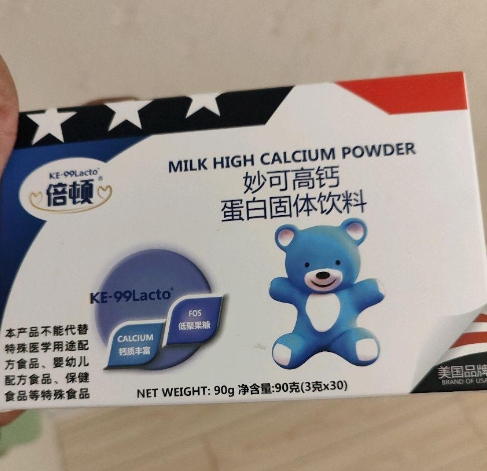 KE-99Lacto®
倍顿
MILK HIGH CALCIUM POWDER
妙可高钙
蛋白固体饮料
KE-99Lacto®
FOS
低聚果糖
CALCIUM
钙质丰富
本产品不能代替
特殊医学用途配
方食品、婴幼儿
配方食品、保健
食品等特殊食品
NET WEIGHT: 90g 净含量:90克(3克x30)
美国品牌
BRAND OF USA